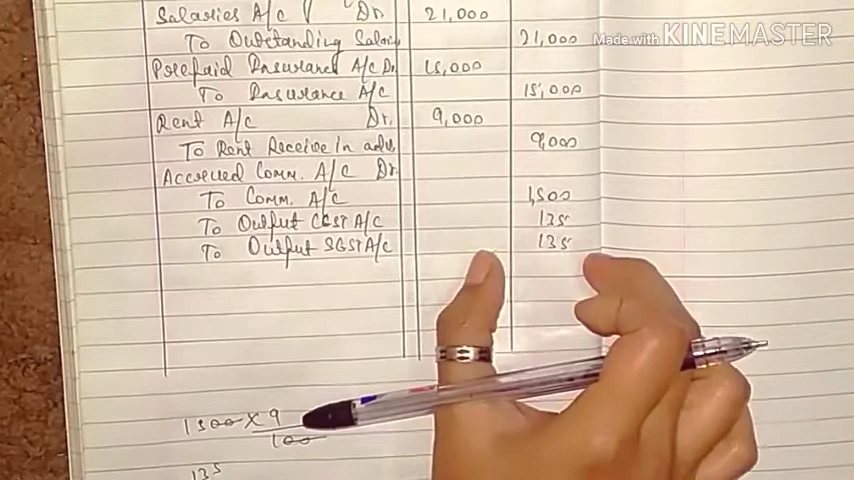 Salaries A/c Dr. 21,000
To Outstanding Salary 21,000
Made with KINEMASTER
Prepaid Insurance A/c Dr. 15,000
To Insurance A/c 15,000
Rent A/c Dr. 9,000
To Rent Receive in adv. 9,000
Accrued Comm. A/c Dr.
To Comm. A/c 1,500
To Output CGST A/c 135
To Output SGST A/c 135
1500 X 9
100
135